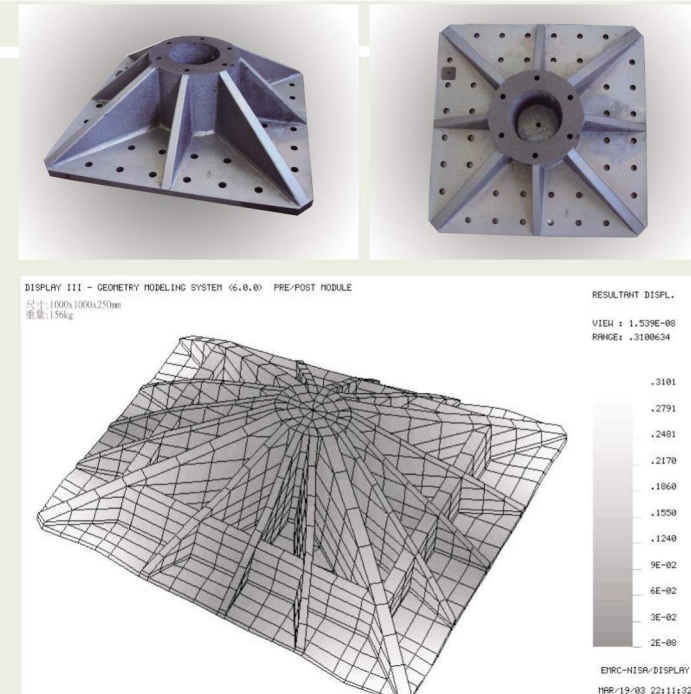 DISPLAY III - GEOMETRY MODELING SYSTEM (6.0.0) PRE/POST MODULE
尺寸:1000x1000x250mm
重量:156kg
RESULTANT DISPL.
VIEW : 1.539E-08
RANGE: .3100634
.3101
.2791
.2481
.2170
.1860
.1550
.1240
9E-02
6E-02
3E-02
2E-08
EMRC-NISA/DISPLAY
MAR/19/03 22:11:32